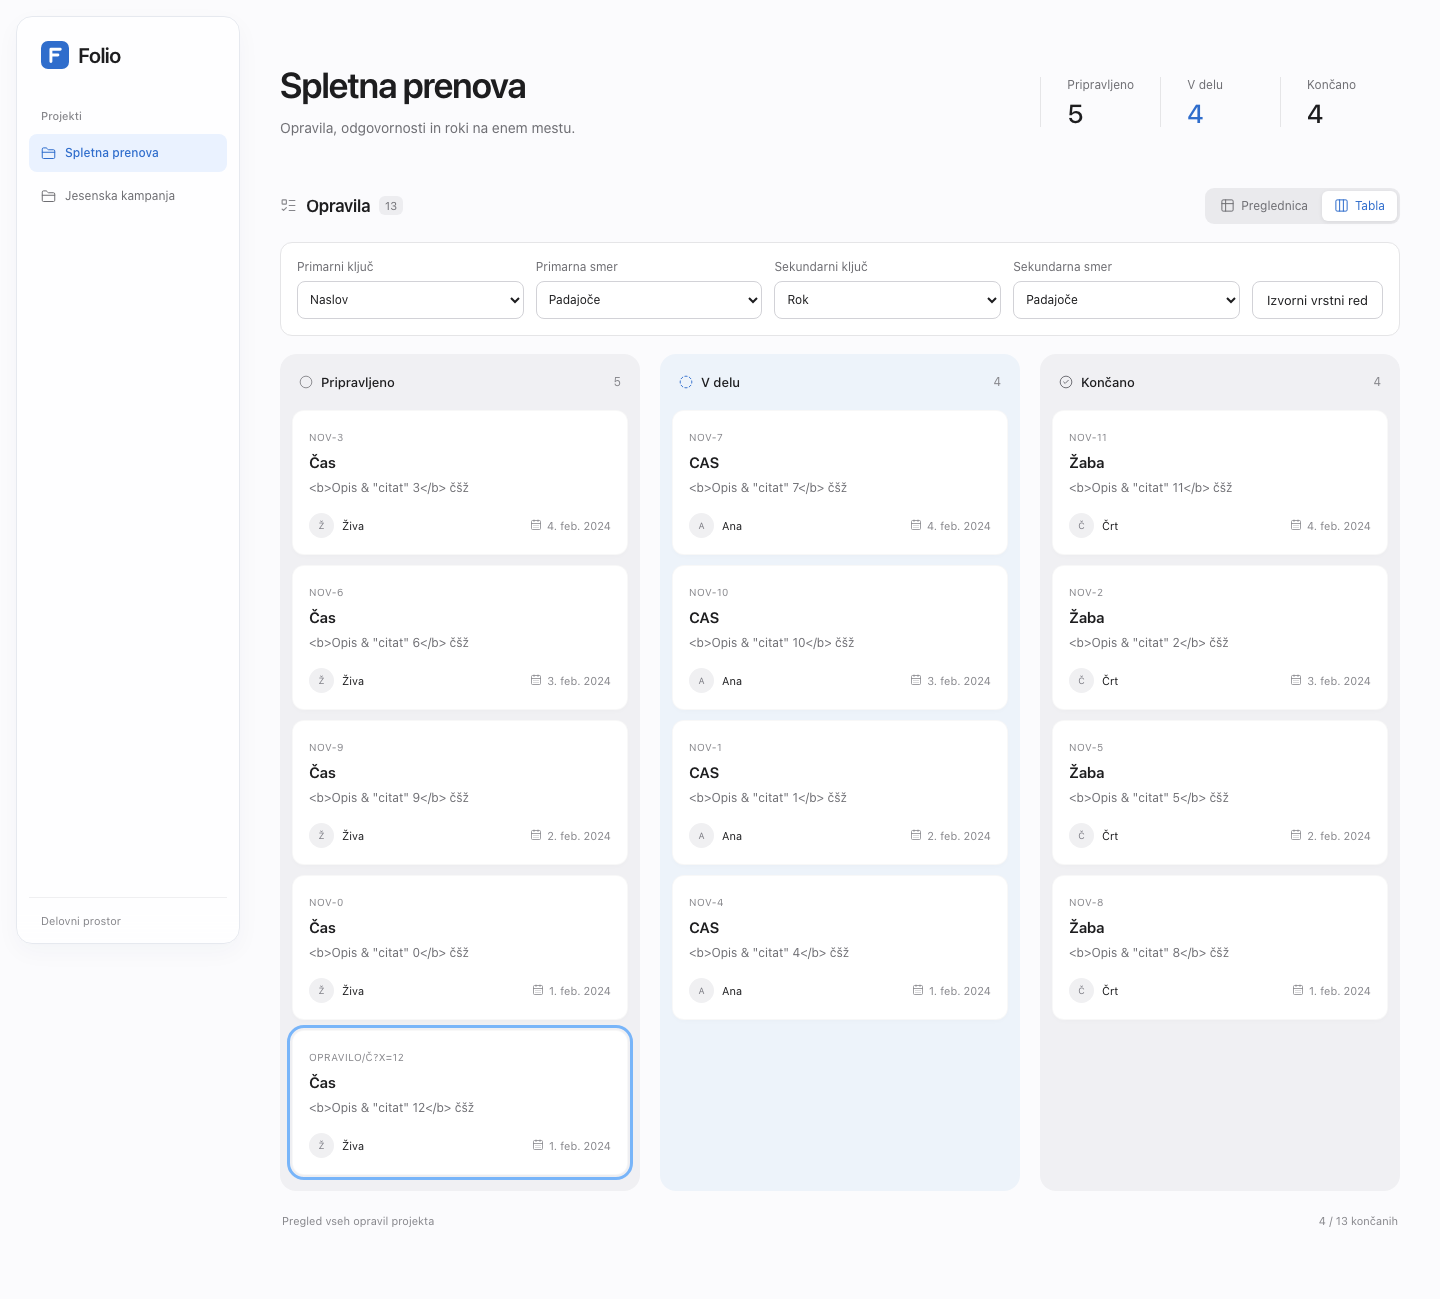 Folio
Projekti
Spletna prenova
Jesenska kampanja
Delovni prostor
Spletna prenova
Opravila, odgovornosti in roki na enem mestu.
Pripravljeno
5
V delu
4
Končano
4
Opravila 13
Preglednica
Tabla
Primarni ključ
Naslov
Primarna smer
Padajoče
Sekundarni ključ
Rok
Sekundarna smer
Padajoče
Izvorni vrstni red
Pripravljeno 5
NOV-3
Čas
<b>Opis & "citat" 3</b> čšž
Ž Živa 4. feb. 2024
NOV-6
Čas
<b>Opis & "citat" 6</b> čšž
Ž Živa 3. feb. 2024
NOV-9
Čas
<b>Opis & "citat" 9</b> čšž
Ž Živa 2. feb. 2024
NOV-0
Čas
<b>Opis & "citat" 0</b> čšž
Ž Živa 1. feb. 2024
OPRAVILO/Č?X=12
Čas
<b>Opis & "citat" 12</b> čšž
Ž Živa 1. feb. 2024
V delu 4
NOV-7
CAS
<b>Opis & "citat" 7</b> čšž
A Ana 4. feb. 2024
NOV-10
CAS
<b>Opis & "citat" 10</b> čšž
A Ana 3. feb. 2024
NOV-1
CAS
<b>Opis & "citat" 1</b> čšž
A Ana 2. feb. 2024
NOV-4
CAS
<b>Opis & "citat" 4</b> čšž
A Ana 1. feb. 2024
Končano 4
NOV-11
Žaba
<b>Opis & "citat" 11</b> čšž
Č Črt 4. feb. 2024
NOV-2
Žaba
<b>Opis & "citat" 2</b> čšž
Č Črt 3. feb. 2024
NOV-5
Žaba
<b>Opis & "citat" 5</b> čšž
Č Črt 2. feb. 2024
NOV-8
Žaba
<b>Opis & "citat" 8</b> čšž
Č Črt 1. feb. 2024
Pregled vseh opravil projekta
4 / 13 končanih